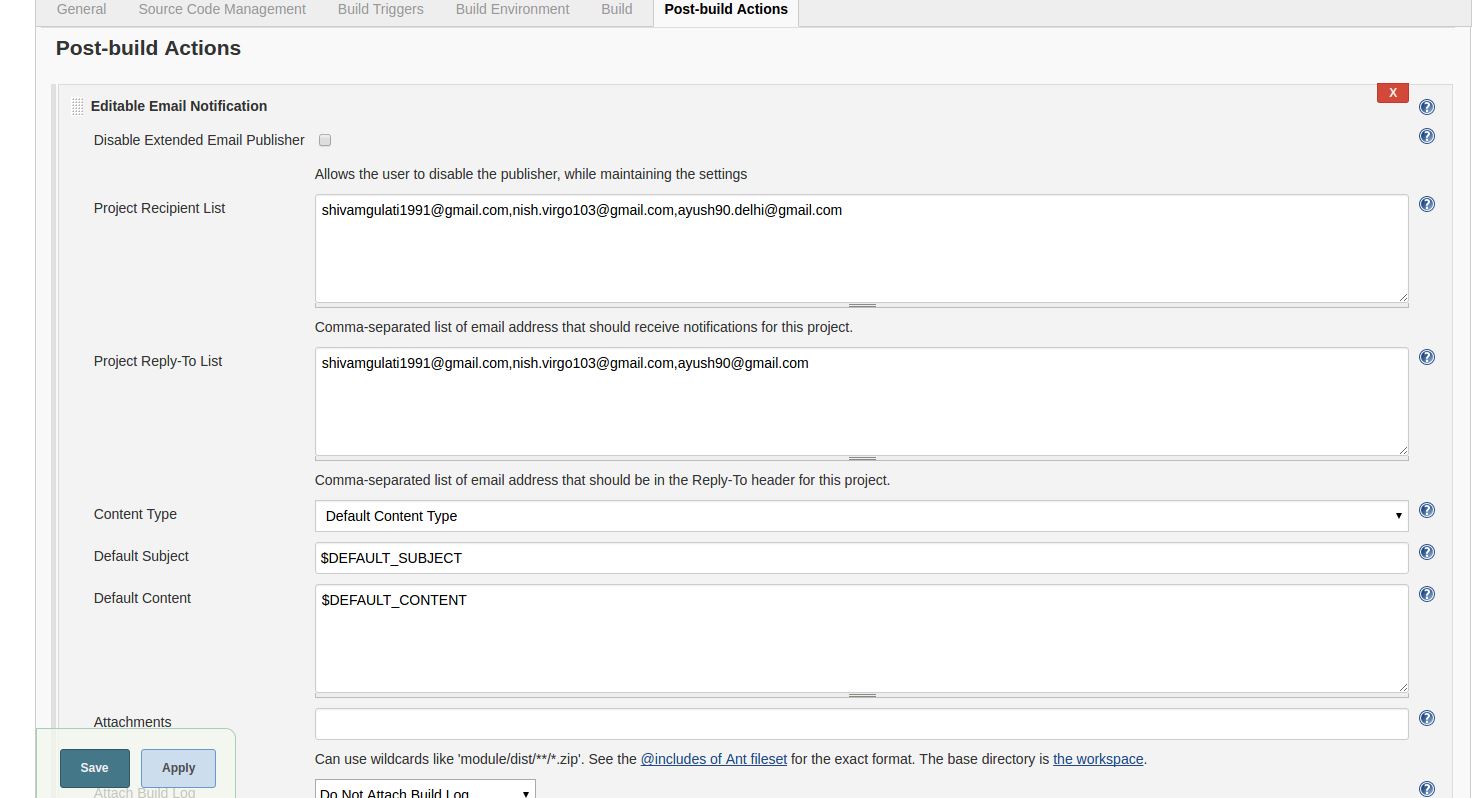 General Source Code Management Build Triggers Build Environment Build Post-build Actions
Post-build Actions
X
Editable Email Notification
Disable Extended Email Publisher
Allows the user to disable the publisher, while maintaining the settings
Project Recipient List shivamgulati1991@gmail.com,nish.virgo103@gmail.com,ayush90.delhi@gmail.com
Comma-separated list of email address that should receive notifications for this project.
Project Reply-To List shivamgulati1991@gmail.com,nish.virgo103@gmail.com,ayush90@gmail.com
Comma-separated list of email address that should be in the Reply-To header for this project.
Content Type Default Content Type
Default Subject $DEFAULT_SUBJECT
Default Content $DEFAULT_CONTENT
Attachments
Can use wildcards like 'module/dist/**/*.zip'. See the @includes of Ant fileset for the exact format. The base directory is the workspace.
Save Apply
Attach Build Log Do Not Attach Build Log